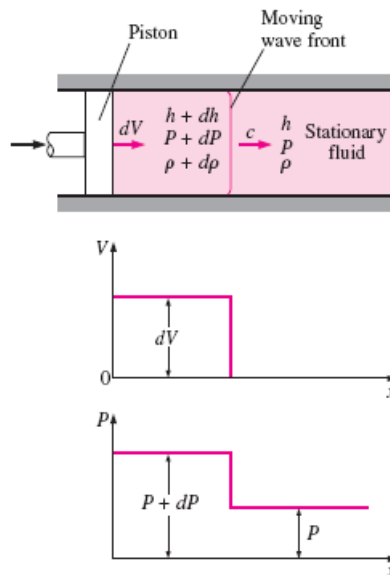 Moving
Piston
wave front
dV
h + dh
P + dP
ρ + dρ
c
h
P
ρ
Stationary
fluid
V
dV
0
P
P + dP
P